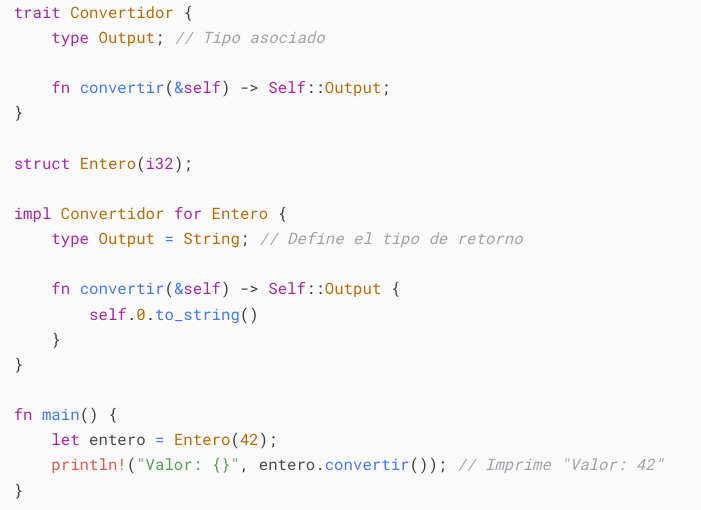 trait Convertidor {
    type Output; // Tipo asociado

    fn convertir(&self) -> Self::Output;
}

struct Entero(i32);

impl Convertidor for Entero {
    type Output = String; // Define el tipo de retorno

    fn convertir(&self) -> Self::Output {
        self.0.to_string()
    }
}

fn main() {
    let entero = Entero(42);
    println!("Valor: {}", entero.convertir()); // Imprime "Valor: 42"
}